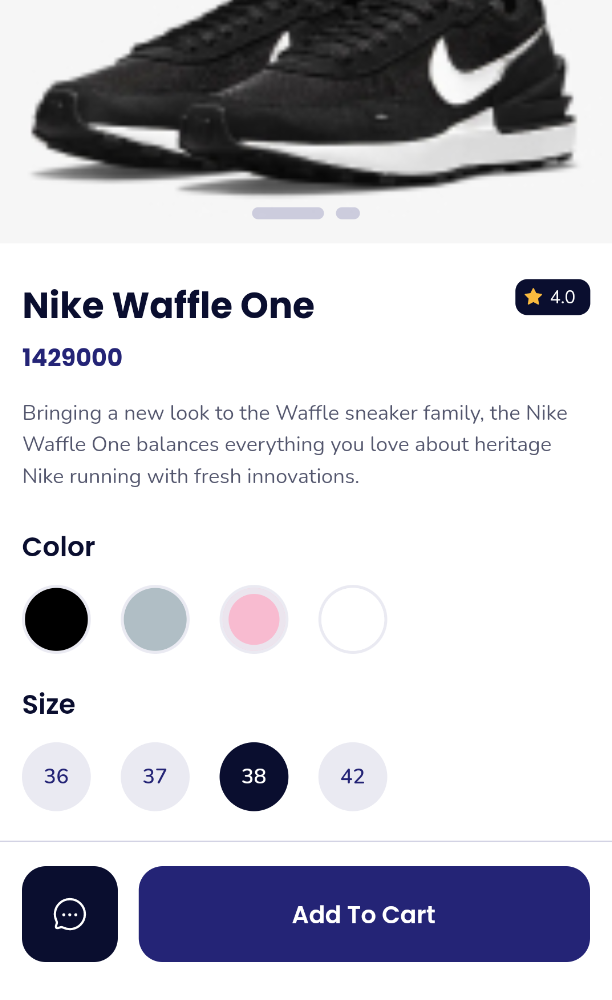 Nike Waffle One
4.0
1429000
Bringing a new look to the Waffle sneaker family, the Nike
Waffle One balances everything you love about heritage
Nike running with fresh innovations.
Color
Size
36 37 38 42
Add To Cart